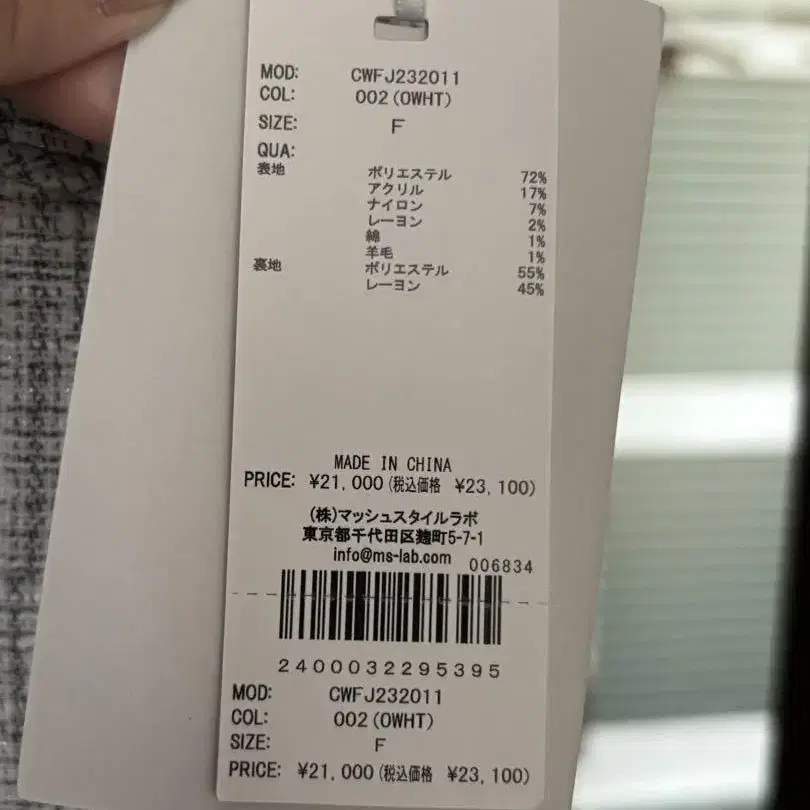 MOD: CWFJ232011
COL: 002(OWHT)
SIZE: F
QUA:
表地 ポリエステル 72%
アクリル 17%
ナイロン 7%
レーヨン 2%
綿 1%
羊毛 1%
裏地 ポリエステル 55%
レーヨン 45%
MADE IN CHINA
PRICE: ¥21,000(税込価格 ¥23,100)
(株)マッシュスタイルラボ
東京都千代田区麹町5-7-1
info@ms-lab.com 006834
2400032295395
MOD: CWFJ232011
COL: 002(OWHT)
SIZE: F
PRICE: ¥21,000(税込価格 ¥23,100)